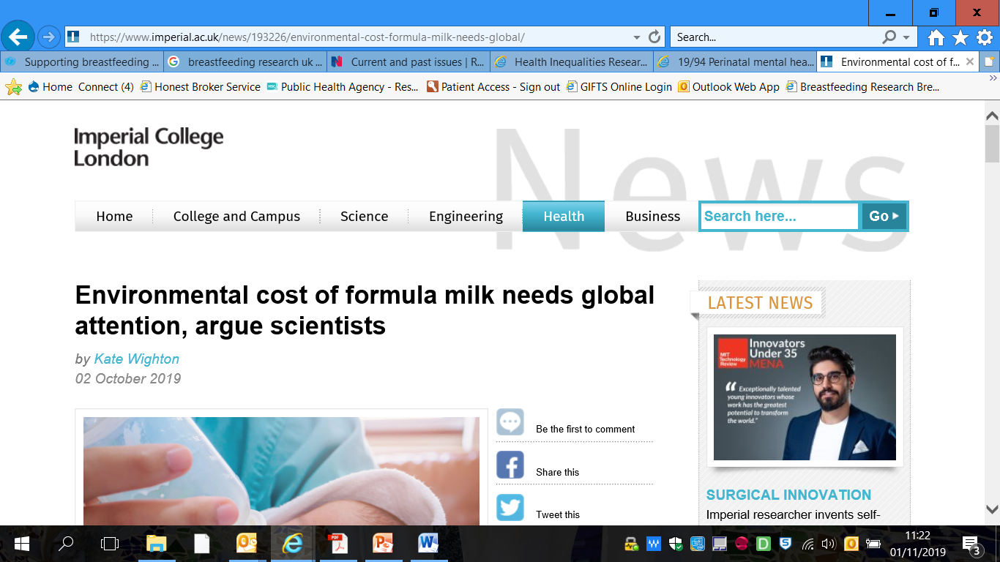 https://www.imperial.ac.uk/news/193226/environmental-cost-formula-milk-needs-global/
Search...
Supporting breastfeeding ...
breastfeeding research uk ...
Current and past issues | R...
Health Inequalities Resear...
19/94 Perinatal mental hea...
Environmental cost of f...
Home
Connect (4)
Honest Broker Service
Public Health Agency - Res...
Patient Access - Sign out
GIFTS Online Login
Outlook Web App
Breastfeeding Research Bre...
Imperial College
London
News
Home
College and Campus
Science
Engineering
Health
Business
Search here...
Go
Environmental cost of formula milk needs global
attention, argue scientists
by Kate Wighton
02 October 2019
Be the first to comment
Share this
Tweet this
LATEST NEWS
MIT
Technology
Review
Innovators
Under 35
MENA
“ Exceptionally talented
young innovators whose
work has the greatest
potential to transform
the world.”
SURGICAL INNOVATION
Imperial researcher invents self-
11:22
01/11/2019
3